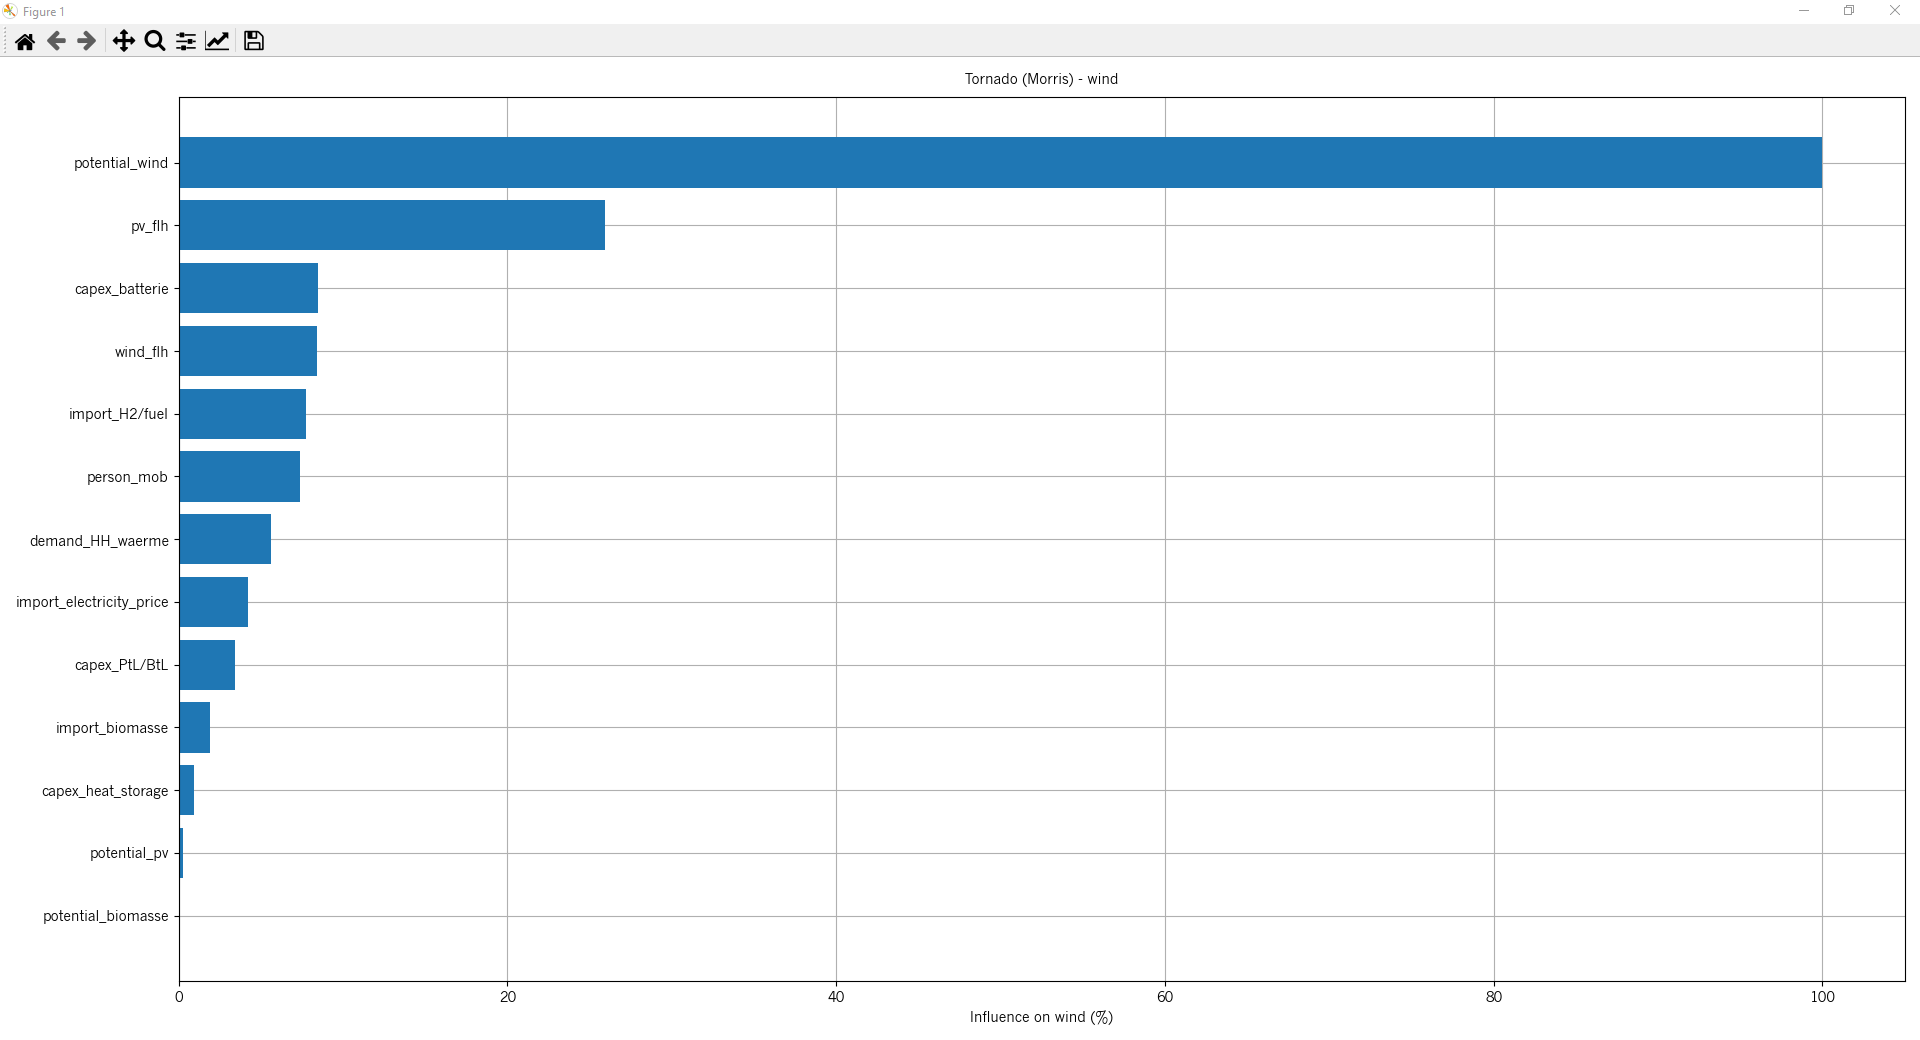 Figure 1
Tornado (Morris) - wind
potential_wind
pv_flh
capex_batterie
wind_flh
import_H2/fuel
person_mob
demand_HH_waerme
import_electricity_price
capex_PtL/BtL
import_biomasse
capex_heat_storage
potential_pv
potential_biomasse
0 20 40 60 80 100
Influence on wind (%)